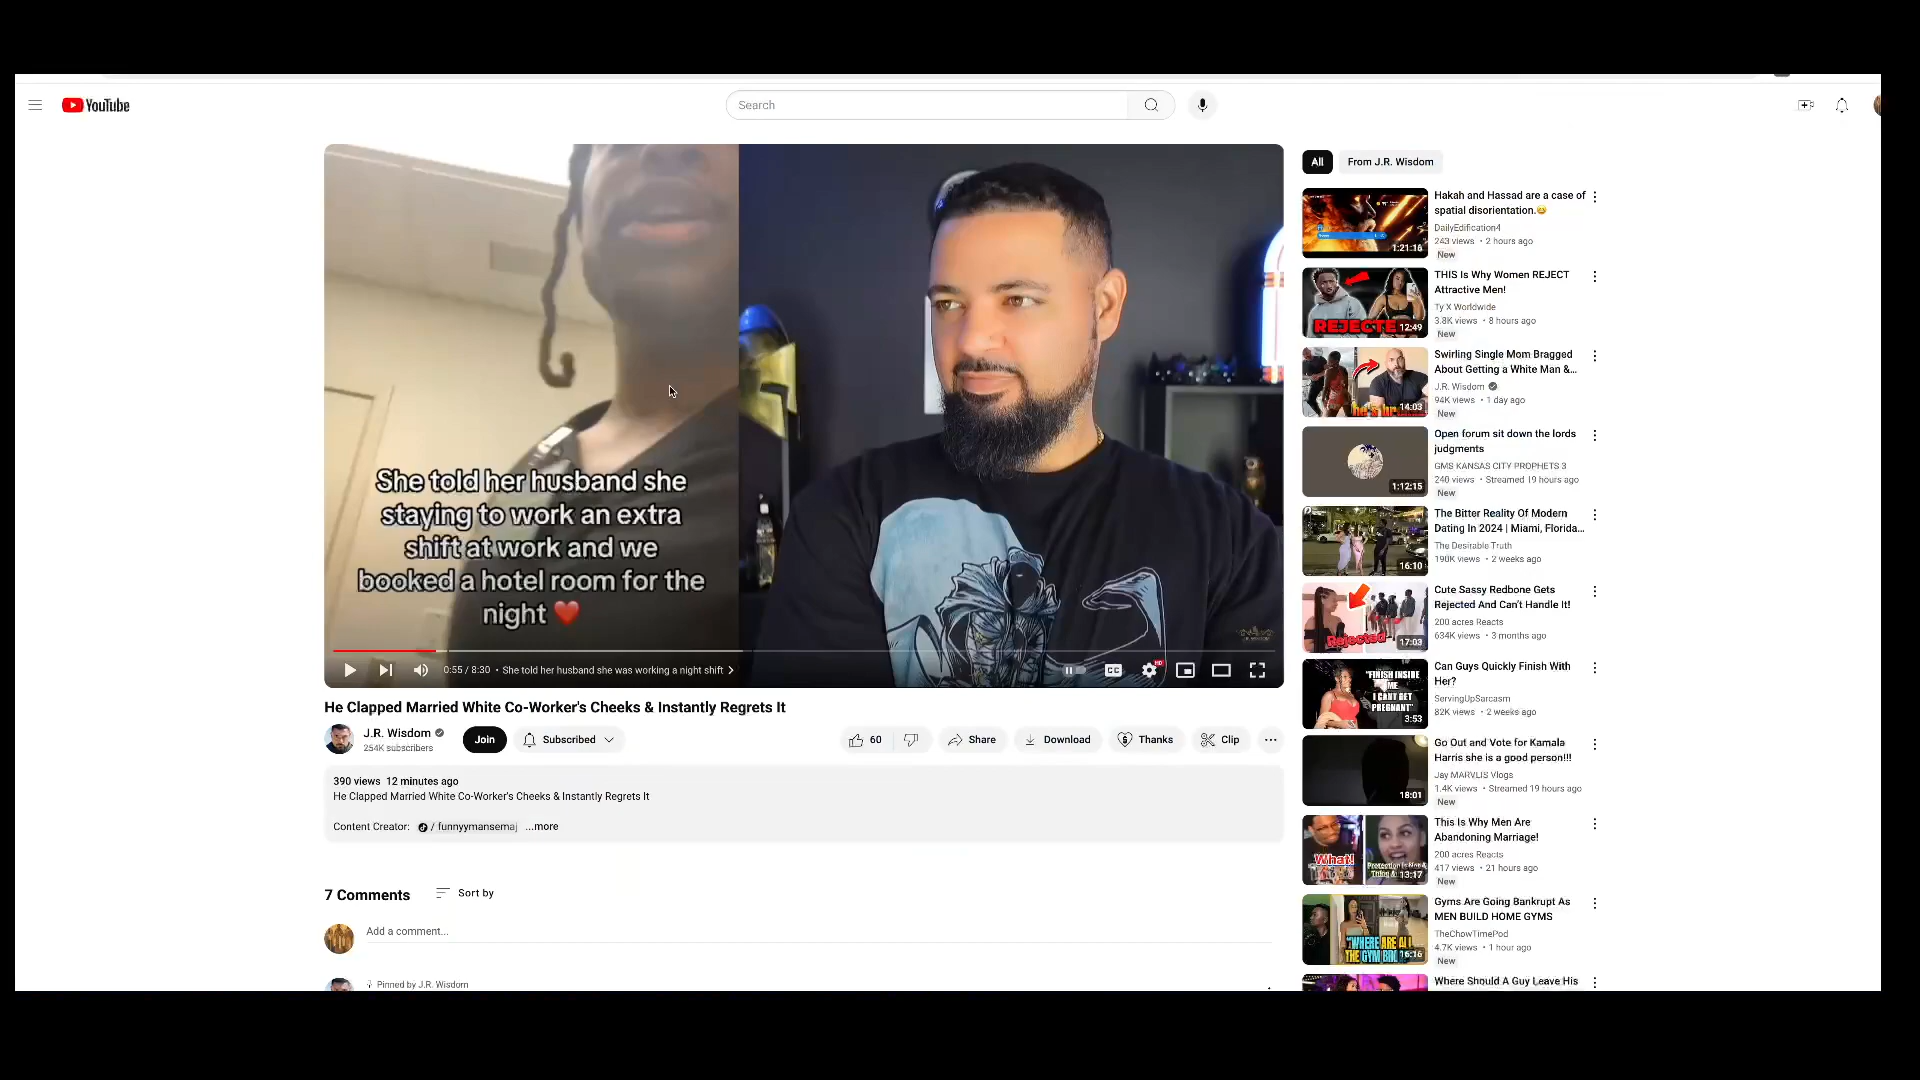 YouTube
Search
She told her husband she
staying to work an extra
shift at work and we
booked a hotel room for the
night ❤️
0:55 / 8:30 • She told her husband she was working a night shift
CC
HD
He Clapped Married White Co-Worker's Cheeks & Instantly Regrets It
J.R. Wisdom
254K subscribers
Join
Subscribed
60
Share
Download
Thanks
Clip
390 views 12 minutes ago
He Clapped Married White Co-Worker's Cheeks & Instantly Regrets It
Content Creator: / funnyymansemaj ...more
7 Comments
Sort by
Add a comment...
Pinned by J.R. Wisdom
All
From J.R. Wisdom
1:21:16
Hakah and Hassad are a case of
spatial disorientation.😄
DailyEdification4
243 views • 2 hours ago
New
REJECTE
12:49
THIS Is Why Women REJECT
Attractive Men!
Ty X Worldwide
3.8K views • 8 hours ago
New
14:03
Swirling Single Mom Bragged
About Getting a White Man &...
J.R. Wisdom
94K views • 1 day ago
New
1:12:15
Open forum sit down the lords
judgments
GMS KANSAS CITY PROPHETS 3
240 views • Streamed 19 hours ago
New
16:10
The Bitter Reality Of Modern
Dating In 2024 | Miami, Florida...
The Desirable Truth
190K views • 2 weeks ago
Rejected
17:03
Cute Sassy Redbone Gets
Rejected And Can't Handle It!
200 acres Reacts
634K views • 3 months ago
"FINISH INSIDE
ME,
I CANT GET
PREGNANT"
3:53
Can Guys Quickly Finish With
Her?
ServingUpSarcasm
82K views • 2 weeks ago
18:01
Go Out and Vote for Kamala
Harris she is a good person!!!
Jay MARVLIS Vlogs
1.4K views • Streamed 19 hours ago
New
What!
13:17
This Is Why Men Are
Abandoning Marriage!
200 acres Reacts
417 views • 21 hours ago
New
"WHERE ARE ALL
THE GYM
16:16
Gyms Are Going Bankrupt As
MEN BUILD HOME GYMS
TheChowTimePod
4.7K views • 1 hour ago
New
Where Should A Guy Leave His